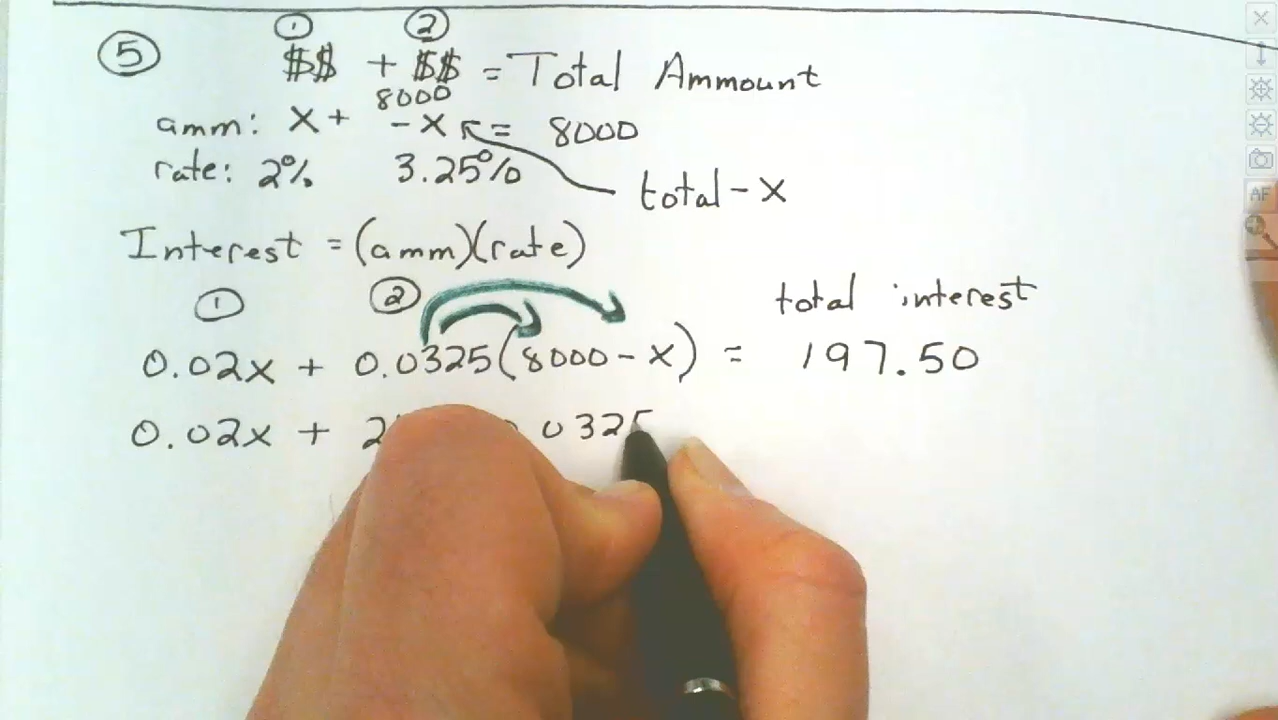 ① ②
⑤ $$ + $$ = Total Ammount
8000
amm: x + - x = 8000
rate: 2% 3.25% total - x
Interest = (amm)(rate)
① ② total interest
0.02x + 0.0325(8000 - x) = 197.50
0.02x + 2 0325
AF